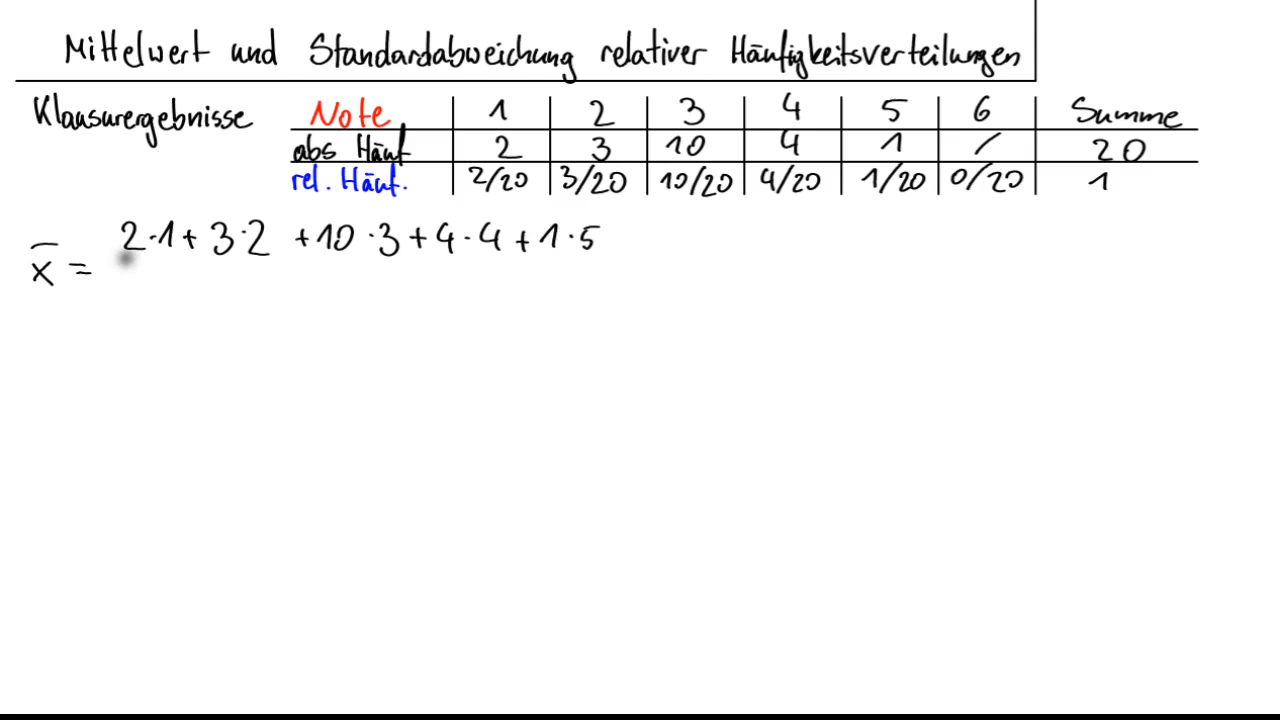 Mittelwert und Standardabweichung relativer Häufigkeitsverteilungen
Klausurergebnisse Note 1 2 3 4 5 6 Summe
abs Häuf 2 3 10 4 1 / 20
rel. Häuf. 2/20 3/20 10/20 4/20 1/20 0/20 1
x̄ = 2·1+3·2 +10·3+4·4+1·5